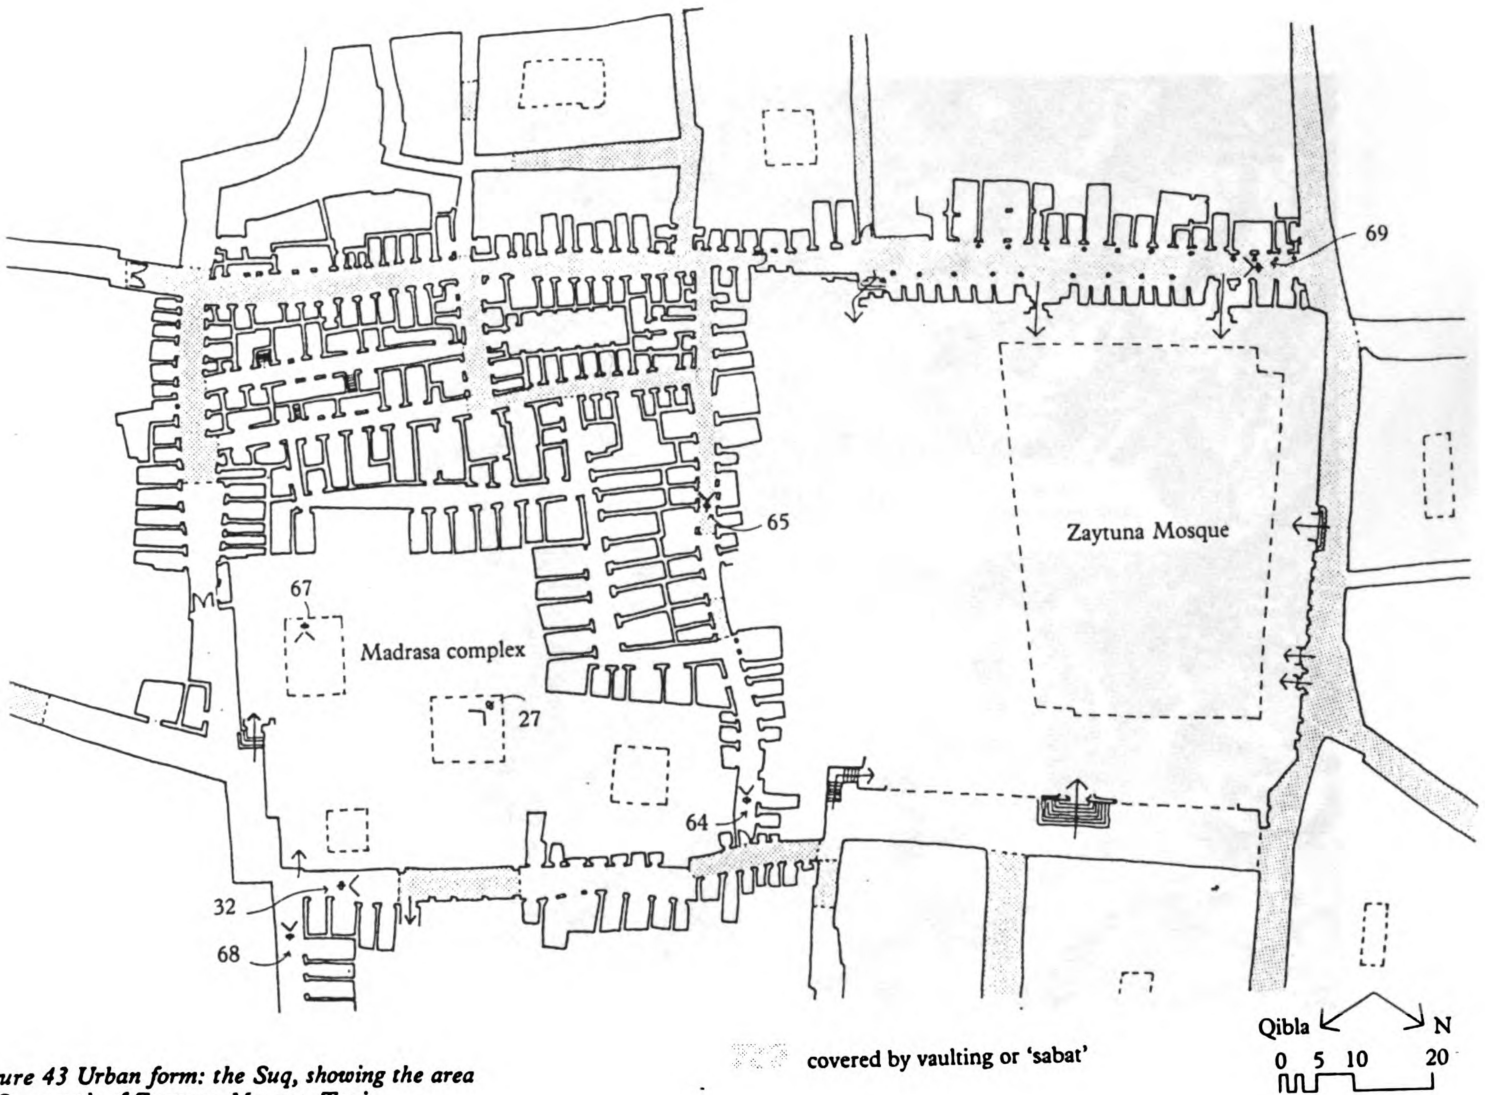 69
65
Zaytuna Mosque
67
Madrasa complex
27
64
32
68
Qibla N
0 5 10 20
covered by vaulting or 'sabat'
ure 43 Urban form: the Suq, showing the area